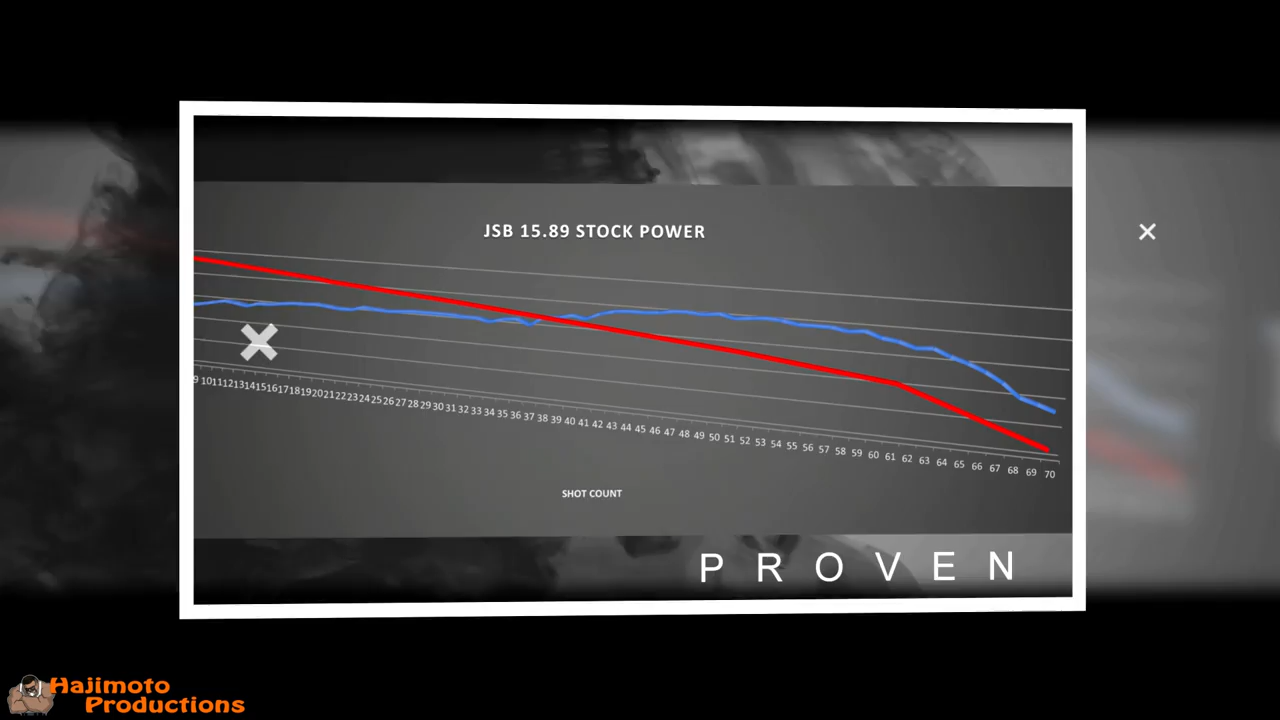 JSB 15.89 STOCK POWER
9 10 11 12 13 14 15 16 17 18 19 20 21 22 23 24 25 26 27 28 29 30 31 32 33 34 35 36 37 38 39 40 41 42 43 44 45 46 47 48 49 50 51 52 53 54 55 56 57 58 59 60 61 62 63 64 65 66 67 68 69 70
SHOT COUNT
PROVEN
Hajimoto
Productions